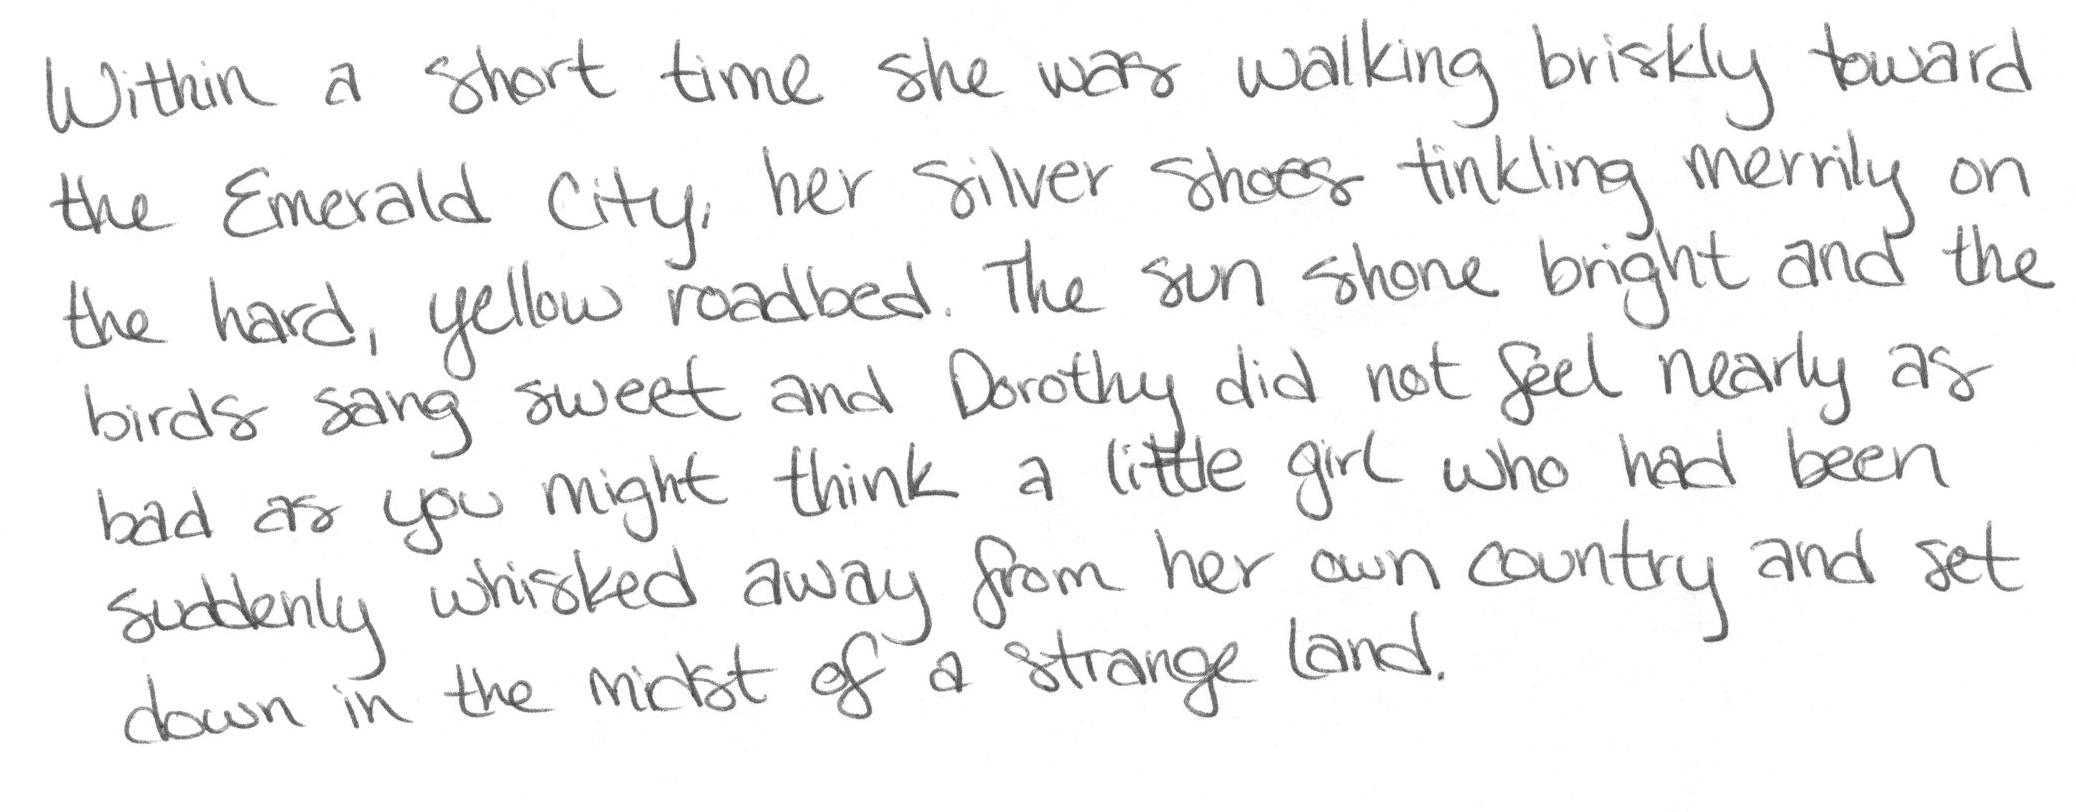 Within a short time she was walking briskly toward
the Emerald City, her silver shoes tinkling merrily on
the hard, yellow roadbed. The sun shone bright and the
birds sang sweet and Dorothy did not feel nearly as
bad as you might think a little girl who had been
suddenly whisked away from her own country and set
down in the midst of a strange land.